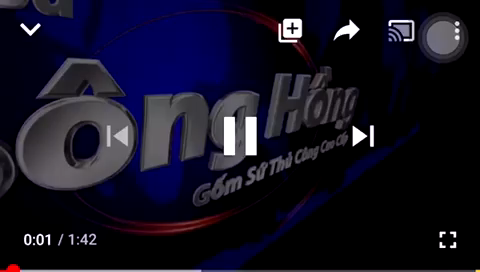 Ông Hồng
Gốm Sứ Thủ Công Cao Cấp
0:01 / 1:42